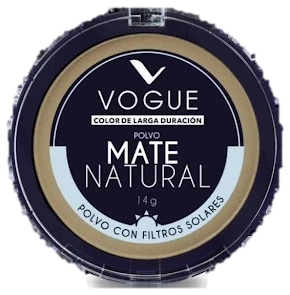 VOGUE
COLOR DE LARGA DURACIÓN
POLVO
MATE
NATURAL
14g
POLVO CON FILTROS SOLARES